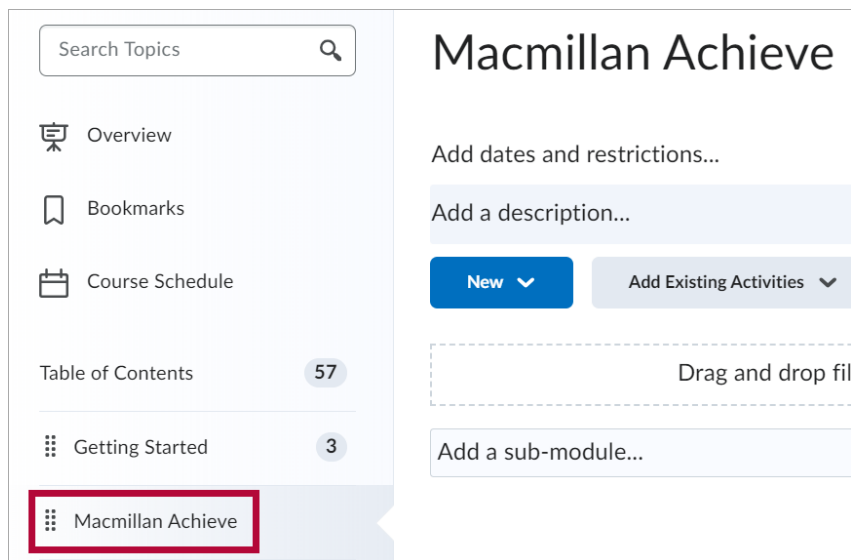 Search Topics
Overview
Bookmarks
Course Schedule
Table of Contents 57
Getting Started 3
Macmillan Achieve
Macmillan Achieve
Add dates and restrictions...
Add a description...
New Add Existing Activities
Drag and drop fil
Add a sub-module...